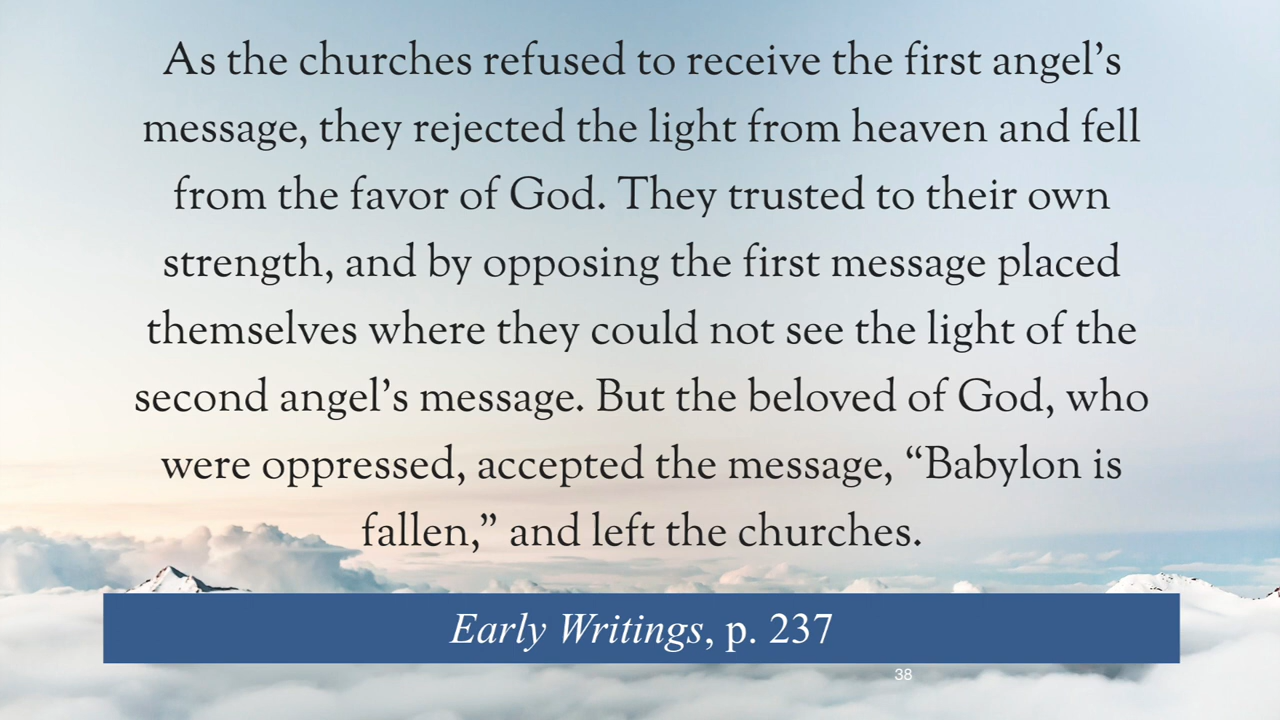 As the churches refused to receive the first angel’s
message, they rejected the light from heaven and fell
from the favor of God. They trusted to their own
strength, and by opposing the first message placed
themselves where they could not see the light of the
second angel’s message. But the beloved of God, who
were oppressed, accepted the message, “Babylon is
fallen,” and left the churches.
Early Writings, p. 237
38